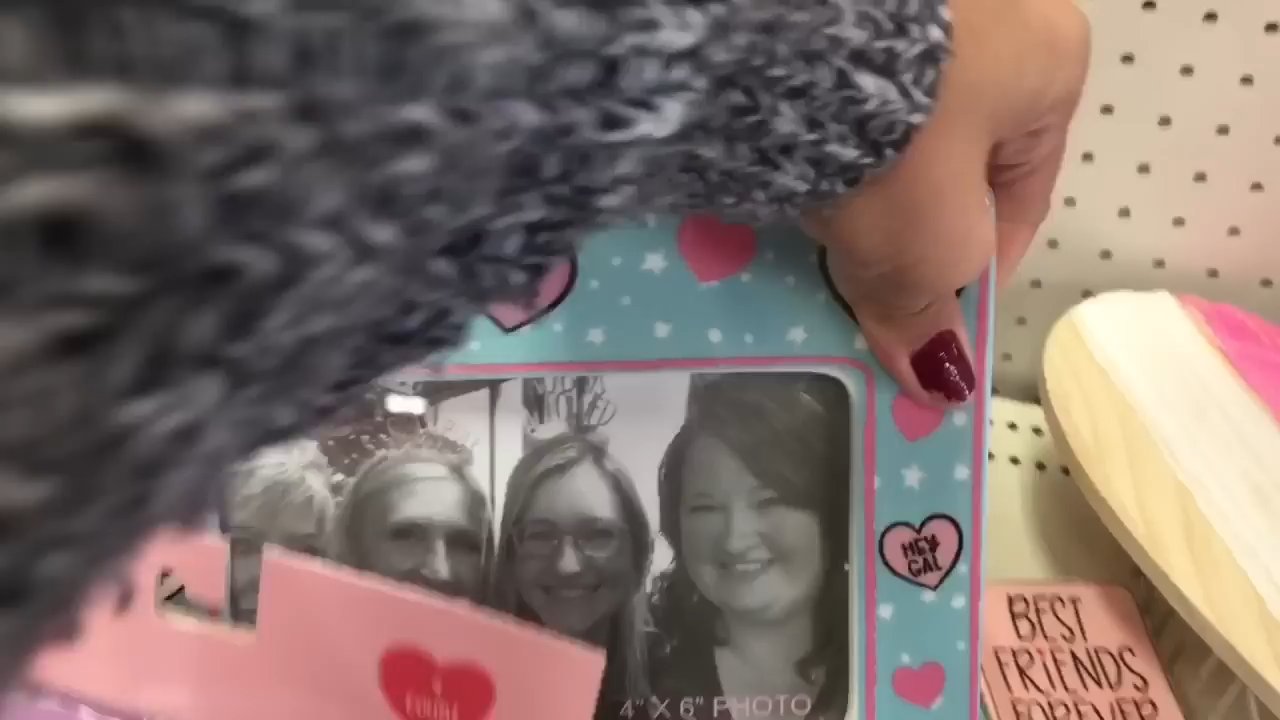 HEY
GAL
4" X 6" PHOTO
BEST
FRIENDS
FOREVER